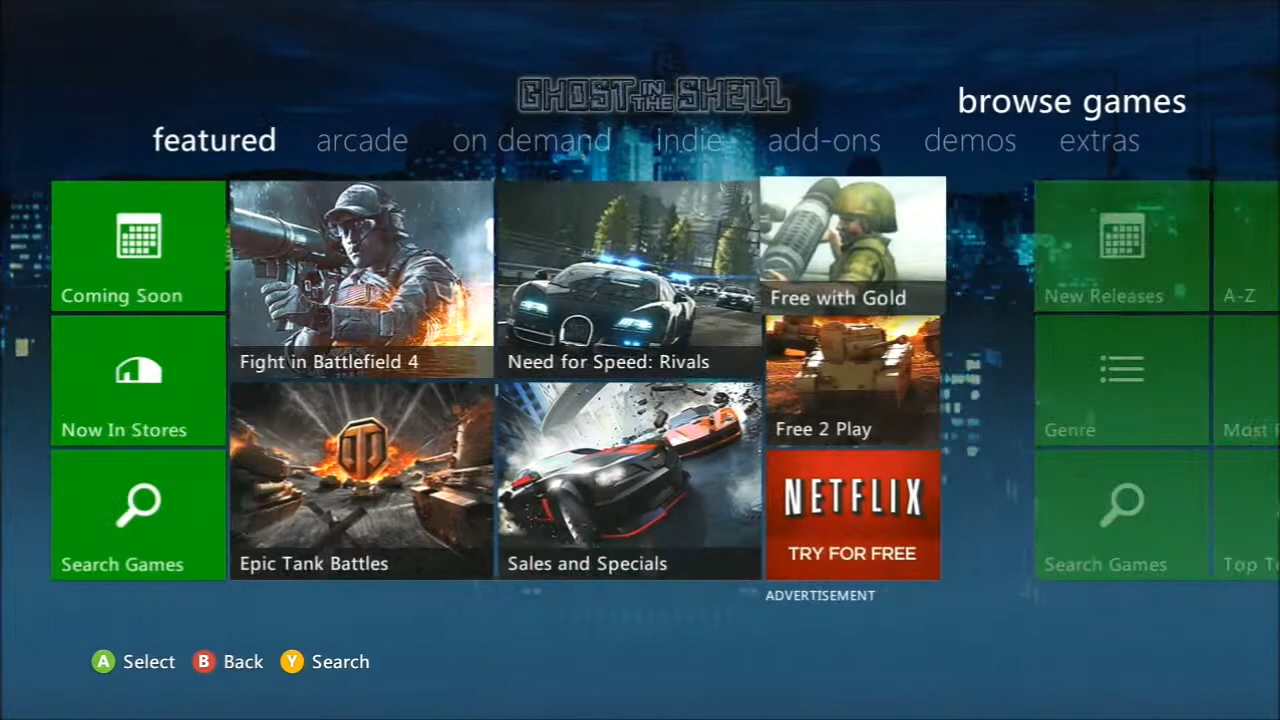 GHOST IN THE SHELL
browse games
featured arcade on demand indie add-ons demos extras
Coming Soon
Now In Stores
Search Games
Fight in Battlefield 4
Need for Speed: Rivals
Epic Tank Battles
Sales and Specials
Free with Gold
Free 2 Play
NETFLIX
TRY FOR FREE
ADVERTISEMENT
New Releases
A-Z
Genre
Most
Search Games
Top
A Select B Back Y Search